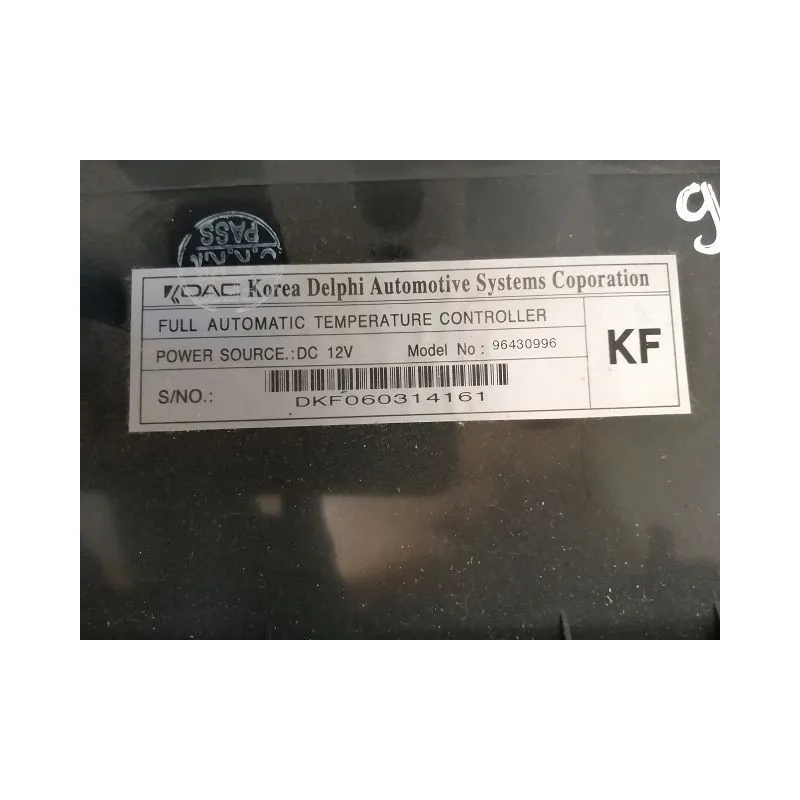 PASS
KDAC Korea Delphi Automotive Systems Coporation
FULL AUTOMATIC TEMPERATURE CONTROLLER
POWER SOURCE.:DC 12V Model No : 96430996
KF
S/NO.:
DKF060314161